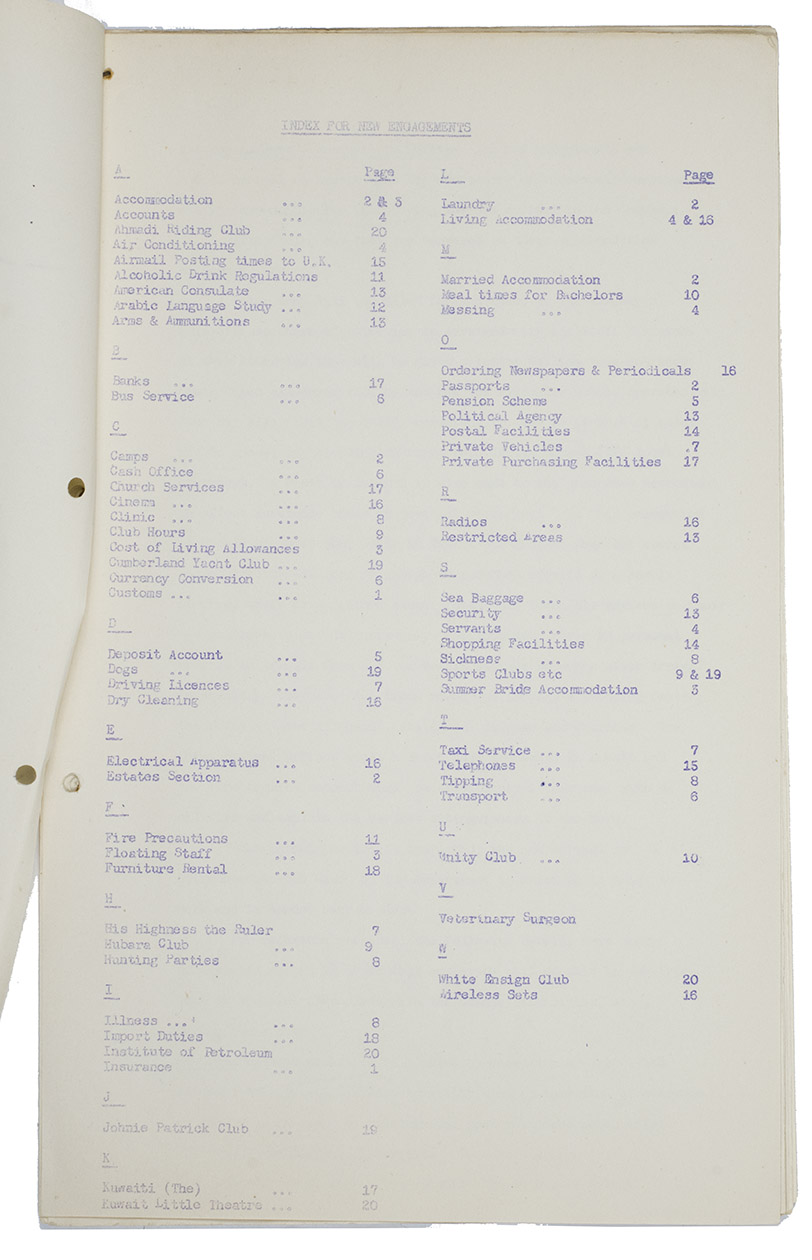 INDEX FOR NEW ENGAGEMENTS
A Page
Accommodation ... 2 & 3
Accounts ... 4
Ahmadi Riding Club ... 20
Air Conditioning ... 4
Airmail Posting times to U.K. 15
Alcoholic Drink Regulations 11
American Consulate ... 13
Arabic Language Study ... 12
Arms & Ammunitions ... 13
B
Banks ... ... 17
Bus Service ... 6
C
Camps ... ... 2
Cash Office ... 6
Church Services ... 17
Cinema ... ... 16
Clinic ... ... 8
Club Hours ... 9
Cost of Living Allowances 3
Cumberland Yacht Club ... 19
Currency Conversion ... 6
Customs ... ... 1
D
Deposit Account ... 5
Dogs ... ... 19
Driving Licences ... 7
Dry Cleaning ... 16
E
Electrical Apparatus ... 16
Estates Section ... 2
F
Fire Precautions ... 11
Floating Staff ... 3
Furniture Rental ... 18
H
His Highness the Ruler 7
Hubara Club ... 9
Hunting Parties ... 8
I
Illness ... ... 8
Import Duties ... 18
Institute of Petroleum 20
Insurance ... 1
J
Johnie Patrick Club ... 19
K
Kuwaiti (The) ... 17
Kuwait Little Theatre ... 20
L Page
Laundry ... 2
Living Accommodation 4 & 16
M
Married Accommodation 2
Meal times for Bachelors 10
Messing ... 4
O
Ordering Newspapers & Periodicals 16
Passports ... 2
Pension Scheme 5
Political Agency 13
Postal Facilities 14
Private Vehicles .7
Private Purchasing Facilities 17
R
Radios ... 16
Restricted Areas 13
S
Sea Baggage ... 6
Security ... 13
Servants ... 4
Shopping Facilities 14
Sickness ... 8
Sports Clubs etc 9 & 19
Summer Bride Accommodation 3
T
Taxi Service ... 7
Telephones ... 15
Tipping ... 8
Transport ... 6
U
Unity Club ... 10
V
Veterinary Surgeon
W
White Ensign Club 20
Wireless Sets 16